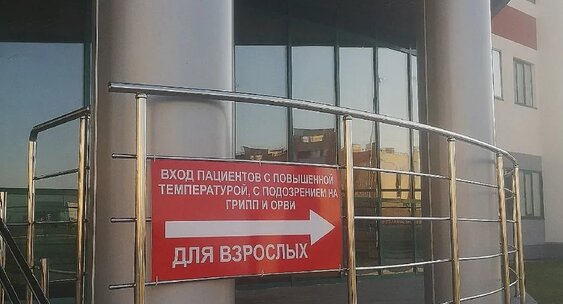 ВХОД ПАЦИЕНТОВ С ПОВЫШЕННОЙ
ТЕМПЕРАТУРОЙ, С ПОДОЗРЕНИЕМ НА
ГРИПП И ОРВИ
ДЛЯ ВЗРОСЛЫХ